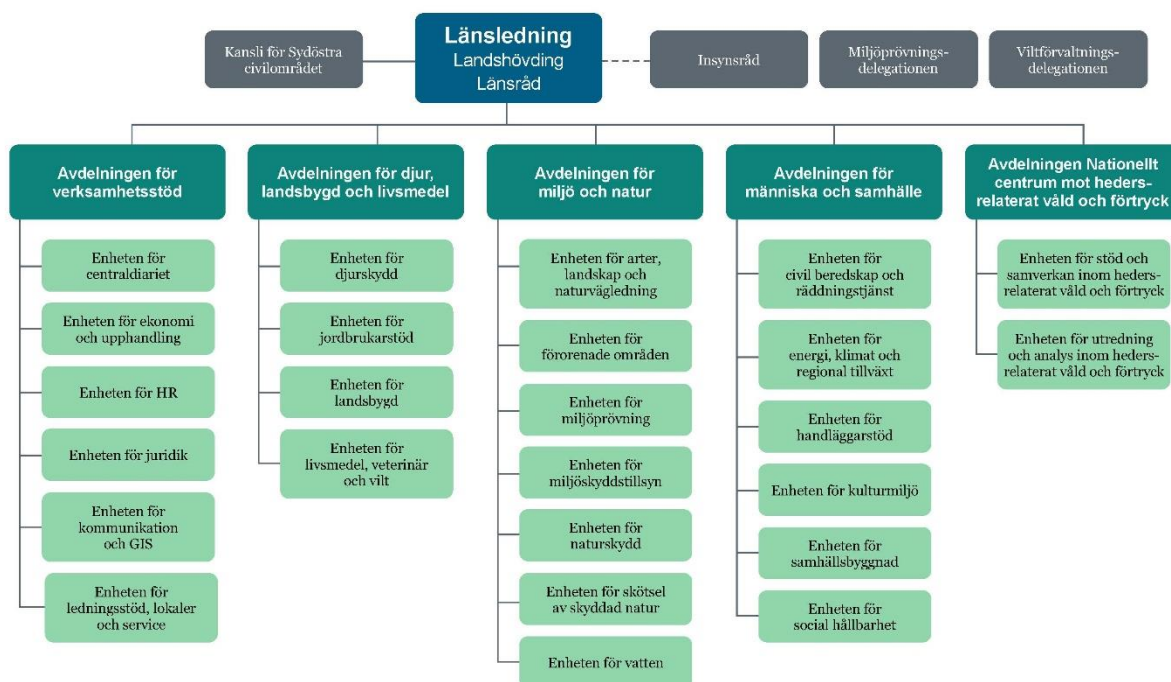 Länsledning
Landshövding
Länsråd
Kansli för Sydöstra
civilområdet
Insynsråd
Miljöprövnings-
delegationen
Viltförvaltnings-
delegationen
Avdelningen för
verksamhetsstöd
Enheten för
centraldiariet
Enheten för ekonomi
och upphandling
Enheten för HR
Enheten för juridik
Enheten för
kommunikation
och GIS
Enheten för
ledningsstöd, lokaler
och service
Avdelningen för djur,
landsbygd och livsmedel
Enheten för
djurskydd
Enheten för
jordbrukarstöd
Enheten för
landsbygd
Enheten för
livsmedel, veterinär
och vilt
Avdelningen för
miljö och natur
Enheten för arter,
landskap och
naturvägledning
Enheten för
förorenade områden
Enheten för
miljöprövning
Enheten för
miljöskyddstillsyn
Enheten för
naturskydd
Enheten för skötsel
av skyddad natur
Enheten för vatten
Avdelningen för
människa och samhälle
Enheten för
civil beredskap och
räddningstjänst
Enheten för
energi, klimat och
regional tillväxt
Enheten för
handläggarstöd
Enheten för kulturmiljö
Enheten för
samhällsbyggnad
Enheten för
social hållbarhet
Avdelningen Nationellt
centrum mot heders-
relaterat våld och förtryck
Enheten för stöd och
samverkan inom heders-
relaterat våld och förtryck
Enheten för utredning
och analys inom heders-
relaterat våld och förtryck